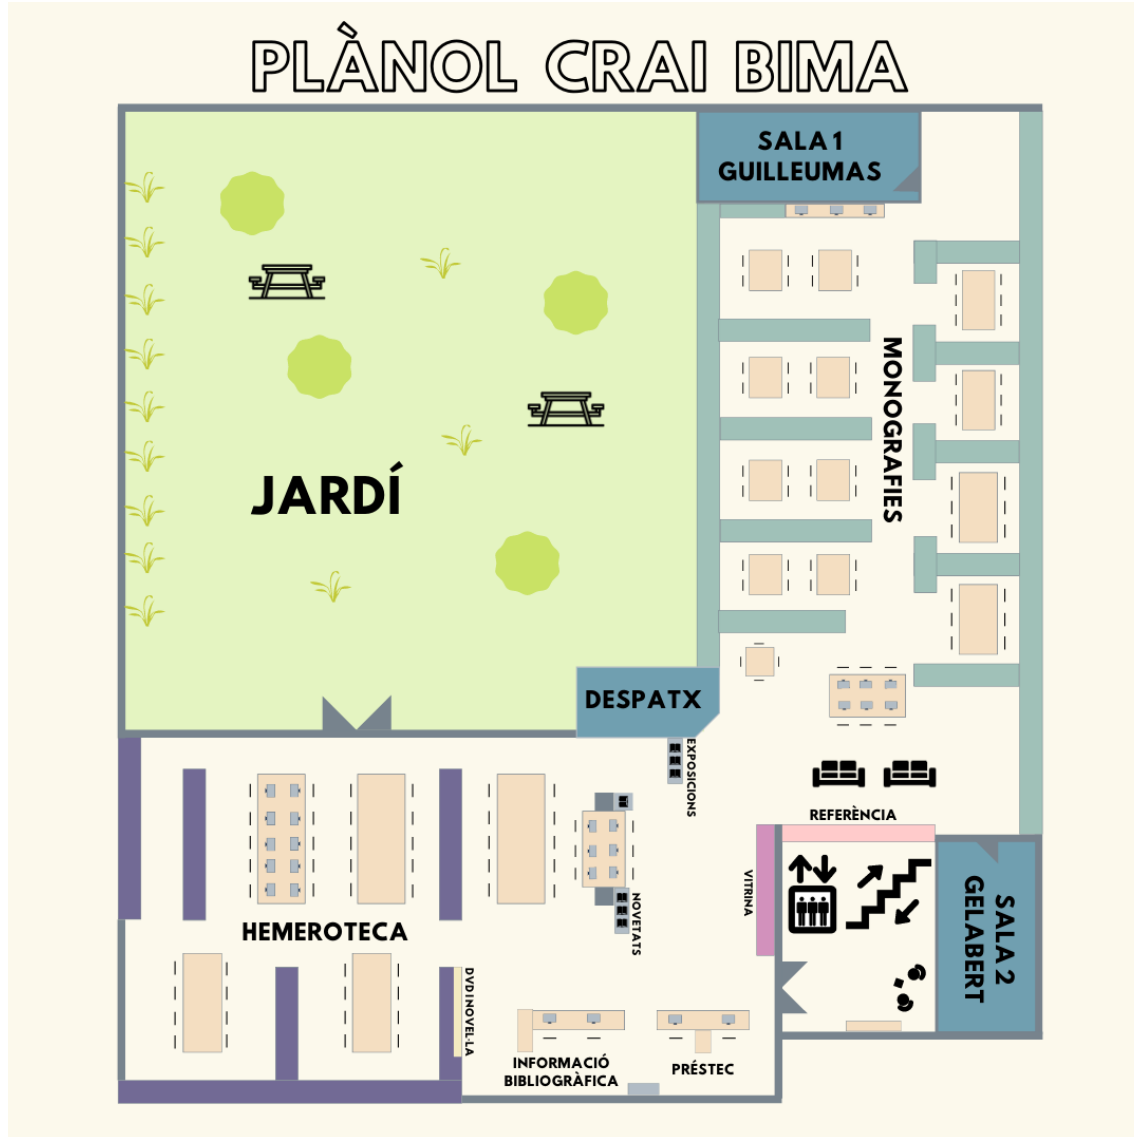 PLÀNOL CRAI BIMA
SALA 1
GUILLEUMAS
MONOGRAFIES
JARDÍ
DESPATX
EXPOSICIONS
REFERÈNCIA
VITRINA
NOVETATS
HEMEROTECA
SALA 2
GELABERT
DVD I NOVEL·LA
INFORMACIÓ
BIBLIOGRÀFICA
PRÉSTEC